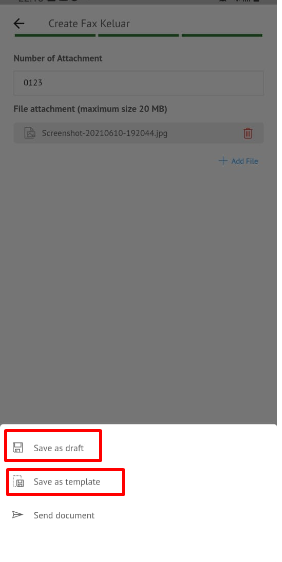 Create Fax Keluar
Number of Attachment
0123
File attachment (maximum size 20 MB)
Screenshot-20210610-192044.jpg
Add File
Save as draft
Save as template
Send document